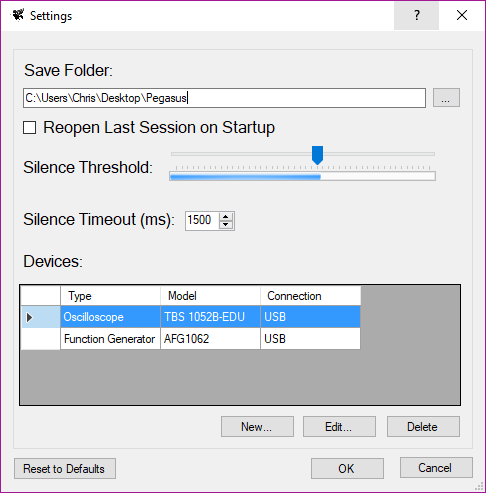 Settings
?
Save Folder:
C:\Users\Chris\Desktop\Pegasus
...
Reopen Last Session on Startup
Silence Threshold:
Silence Timeout (ms): 1500
Devices:
Type Model Connection
Oscilloscope TBS 1052B-EDU USB
Function Generator AFG1062 USB
New... Edit... Delete
Reset to Defaults OK Cancel